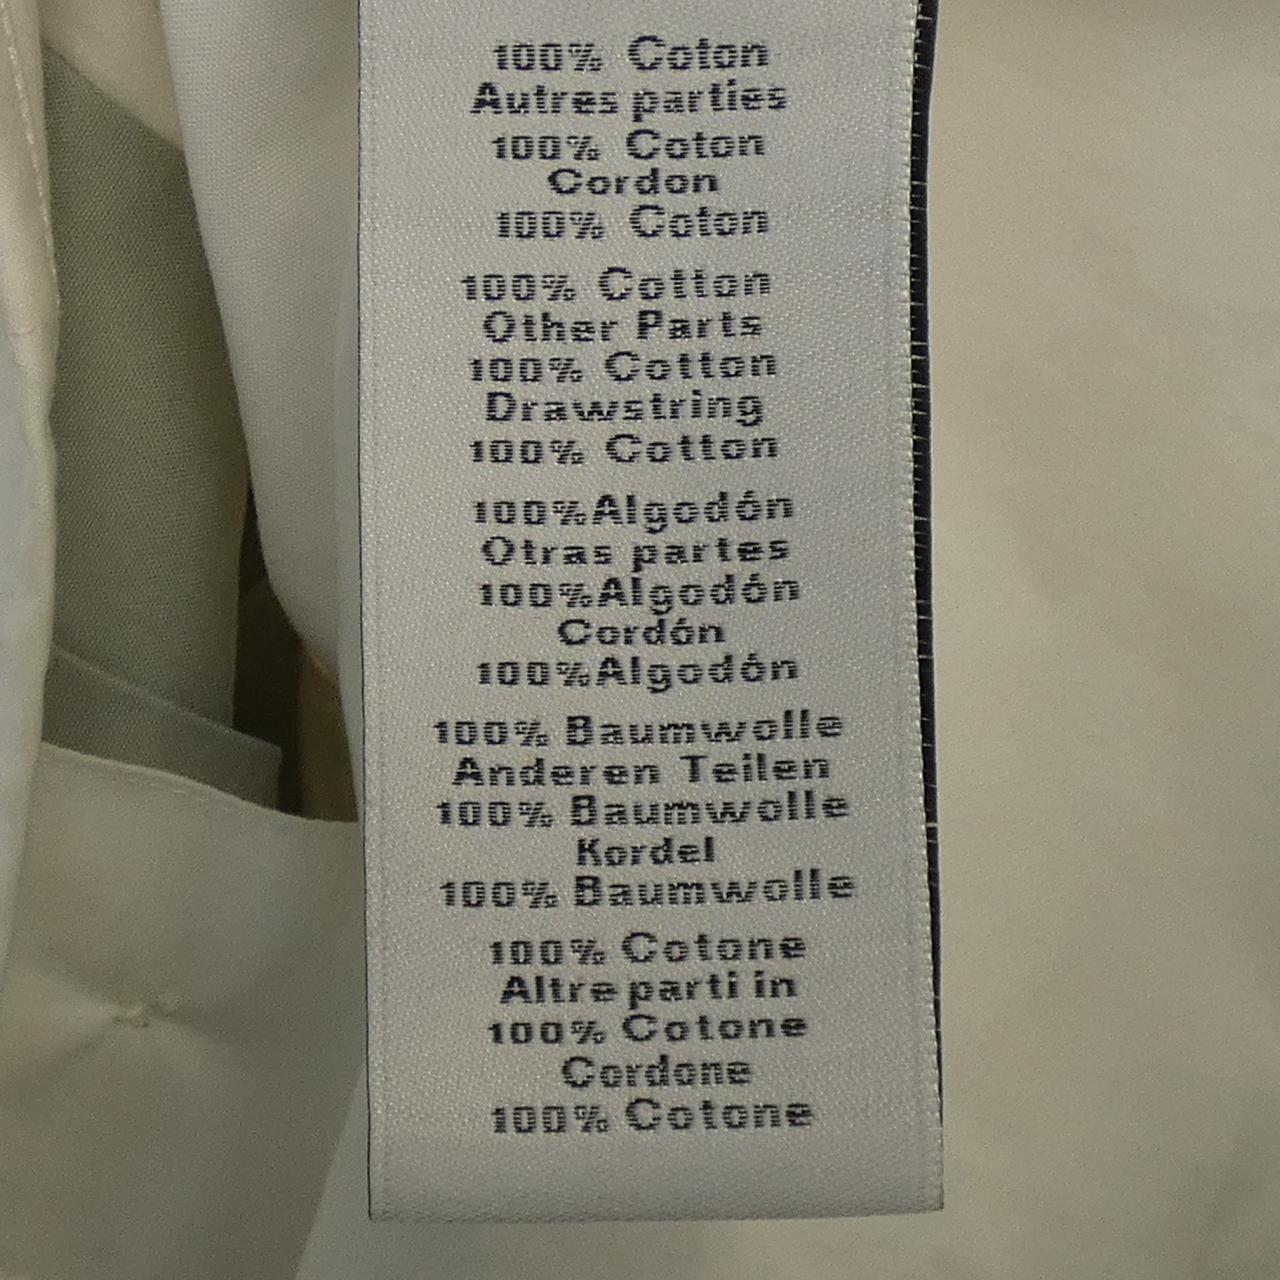 100% Coton
Autres parties
100% Coton
Cordon
100% Coton
100% Cotton
Other Parts
100% Cotton
Drawstring
100% Cotton
100%Algodón
Otras partes
100%Algodón
Cordón
100%Algodón
100% Baumwolle
Anderen Teilen
100% Baumwolle
Kordel
100% Baumwolle
100% Cotone
Altre parti in
100% Cotone
Cordone
100% Cotone